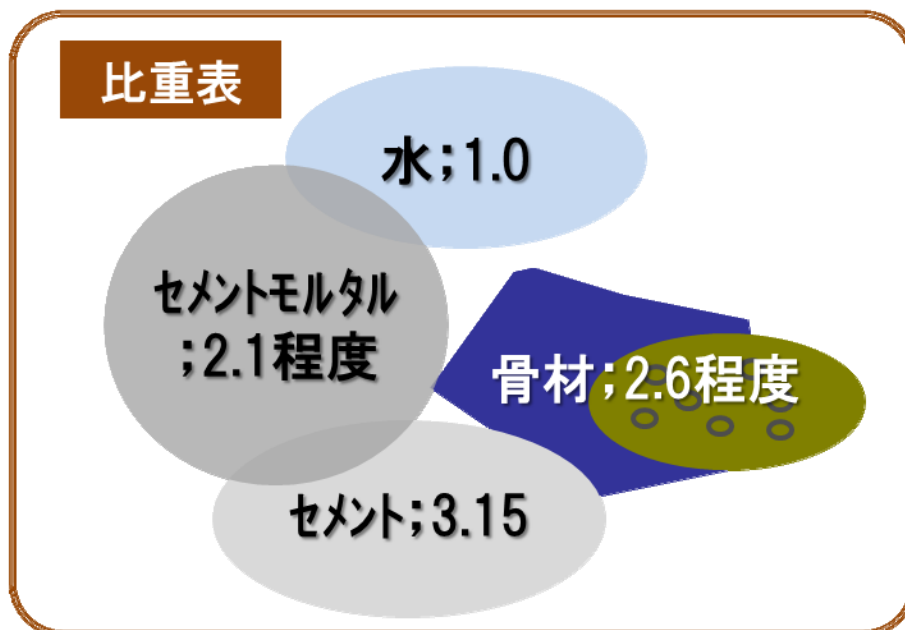 比重表
水;1.0
セメントモルタル
;2.1程度
骨材;2.6程度
セメント;3.15